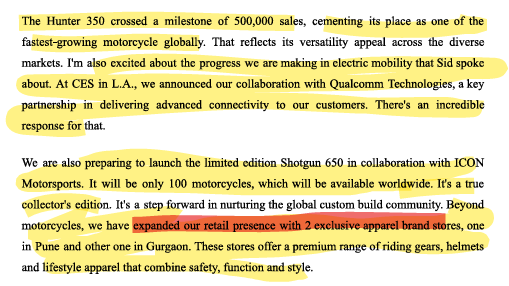 The Hunter 350 crossed a milestone of 500,000 sales, cementing its place as one of the
fastest-growing motorcycle globally. That reflects its versatility appeal across the diverse
markets. I'm also excited about the progress we are making in electric mobility that Sid spoke
about. At CES in L.A., we announced our collaboration with Qualcomm Technologies, a key
partnership in delivering advanced connectivity to our customers. There's an incredible
response for that.
We are also preparing to launch the limited edition Shotgun 650 in collaboration with ICON
Motorsports. It will be only 100 motorcycles, which will be available worldwide. It's a true
collector's edition. It's a step forward in nurturing the global custom build community. Beyond
motorcycles, we have expanded our retail presence with 2 exclusive apparel brand stores, one
in Pune and other one in Gurgaon. These stores offer a premium range of riding gears, helmets
and lifestyle apparel that combine safety, function and style.